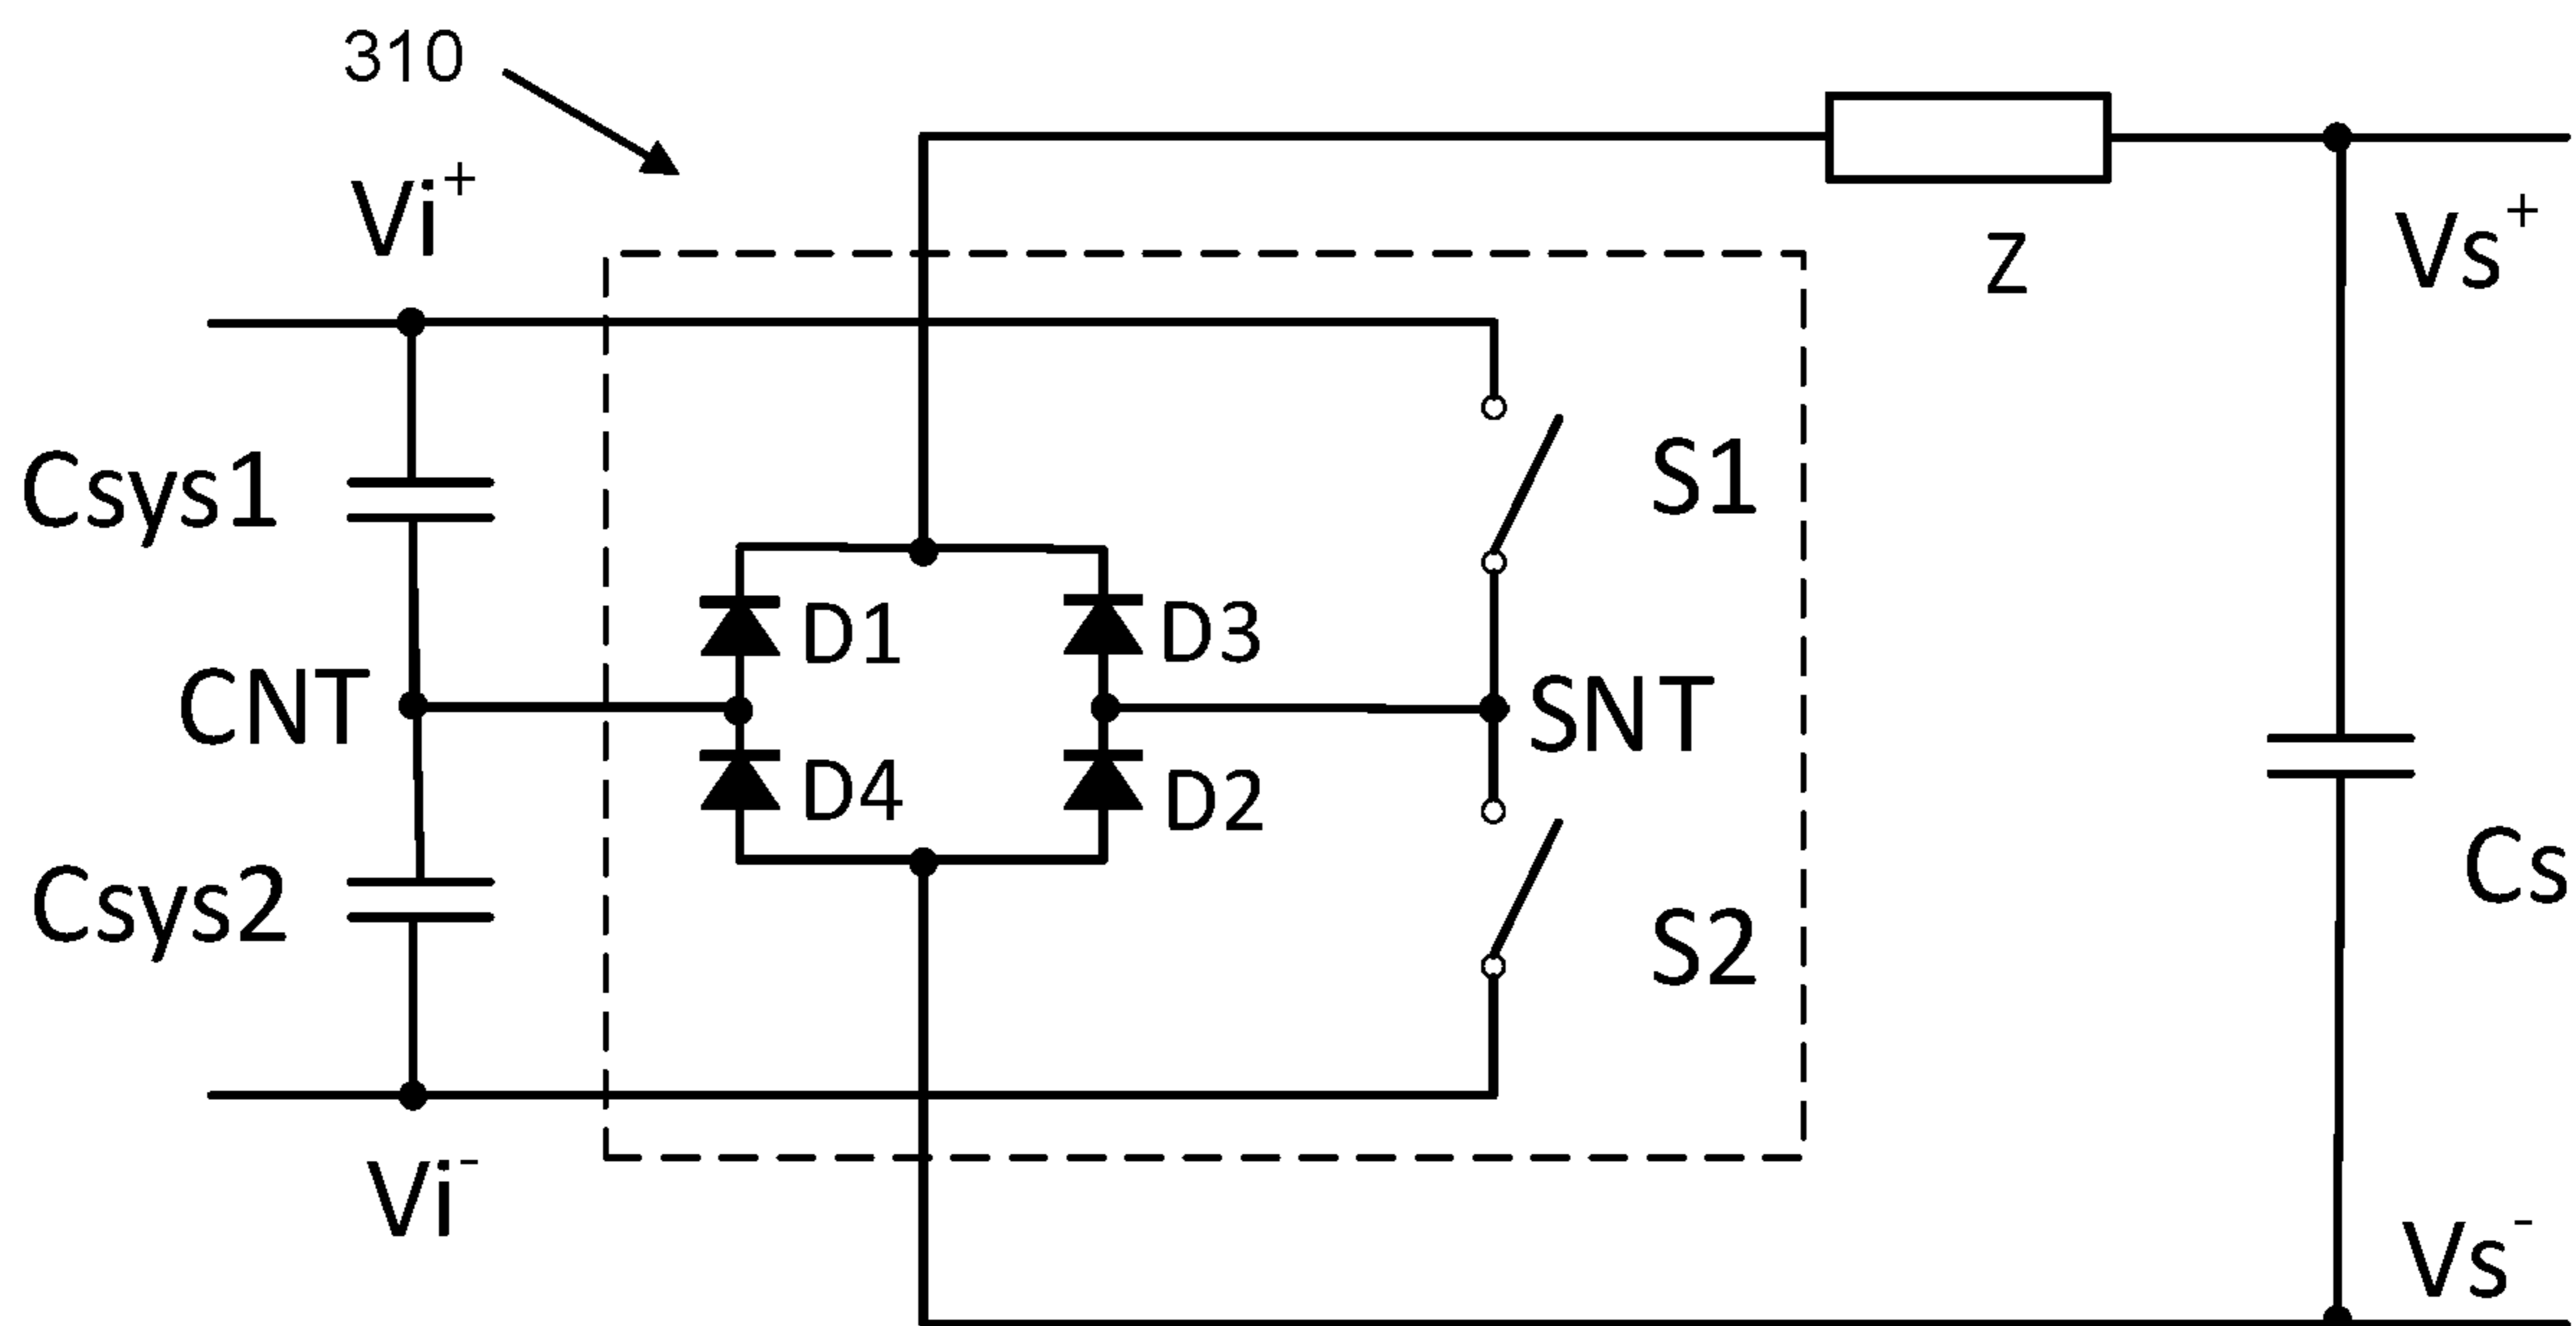 310
Vi⁺
Z
Vs⁺
Csys1
S1
D1
D3
CNT
SNT
D4
D2
Csys2
Cs
S2
Vi⁻
Vs⁻